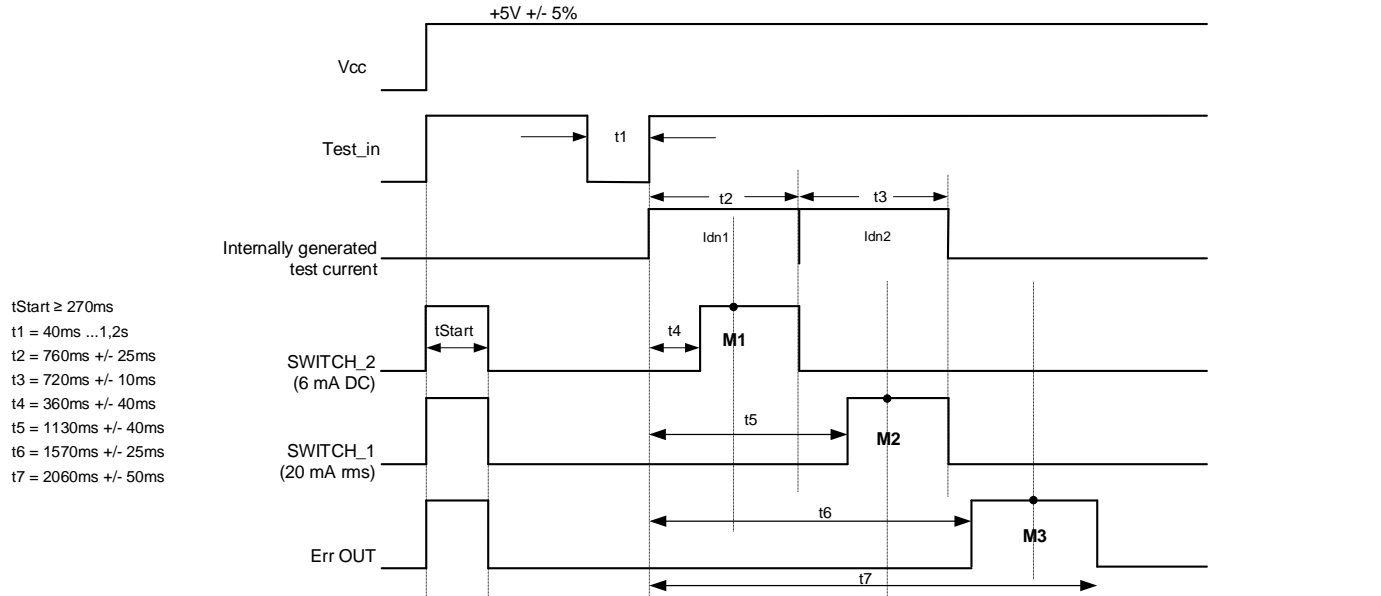 +5V +/- 5%
Vcc
Test_in
t1
t2
t3
Internally generated
test current
Idn1
Idn2
tStart ≥ 270ms
t1 = 40ms ...1,2s
t2 = 760ms +/- 25ms
t3 = 720ms +/- 10ms
t4 = 360ms +/- 40ms
t5 = 1130ms +/- 40ms
t6 = 1570ms +/- 25ms
t7 = 2060ms +/- 50ms
tStart
t4
M1
SWITCH_2
(6 mA DC)
t5
M2
SWITCH_1
(20 mA rms)
t6
M3
Err OUT
t7